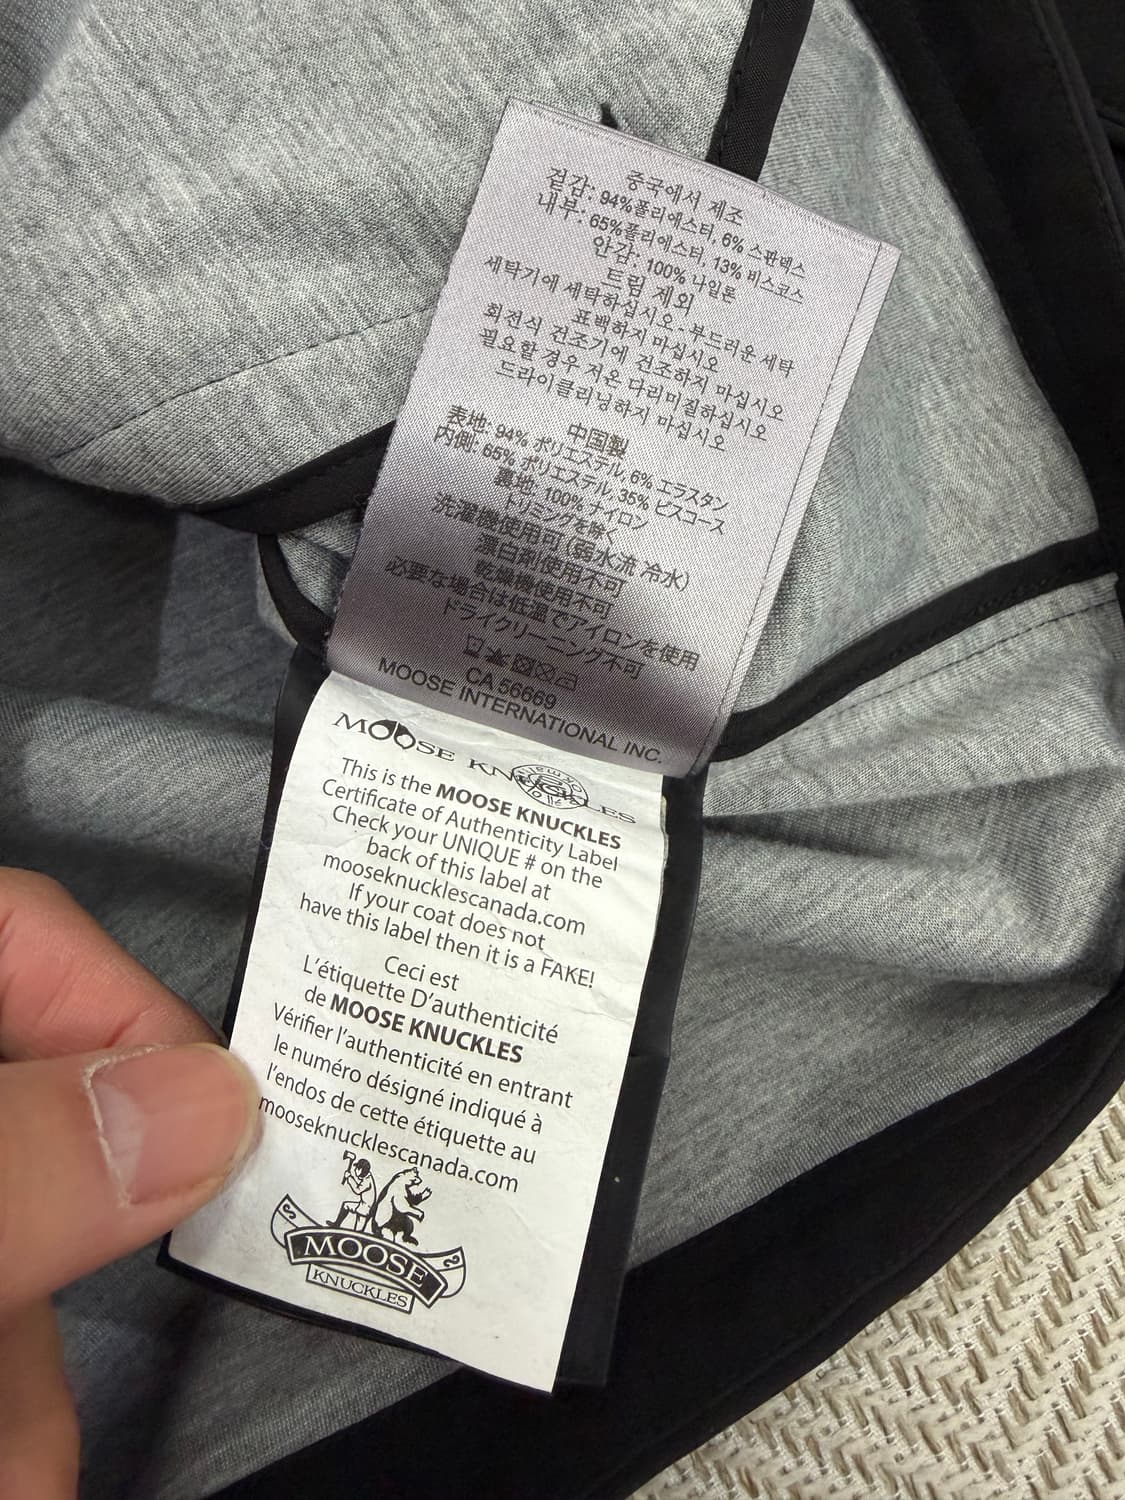 중국에서 제조
겉감: 94%폴리에스터, 6% 스판덱스
내부: 65%폴리에스터, 13% 비스코스
안감: 100% 나일론
트림 제외
세탁기에 세탁하십시오 - 부드러운 세탁
표백하지 마십시오
회전식 건조기에 건조하지 마십시오
필요할 경우 저온 다리미질하십시오
드라이클리닝하지 마십시오
中国製
表地: 94% ポリエステル, 6% エラスタン
内側: 65% ポリエステル, 35% ビスコース
裏地, 100% ナイロン
トリミングを除く
洗濯機使用可 (弱水流 冷水)
漂白剤使用不可
乾燥機使用不可
必要な場合は低温でアイロンを使用
ドライクリーニング不可
CA 56669
MOOSE INTERNATIONAL INC.
MOOSE KNUCKLES
This is the MOOSE KNUCKLES
Certificate of Authenticity Label
Check your UNIQUE # on the
back of this label at
mooseknucklescanada.com
If your coat does not
have this label then it is a FAKE!
Ceci est
L'étiquette D'authenticité
de MOOSE KNUCKLES
Vérifier l'authenticité en entrant
le numéro désigné indiqué à
l'endos de cette étiquette au
mooseknucklescanada.com
MOOSE
KNUCKLES